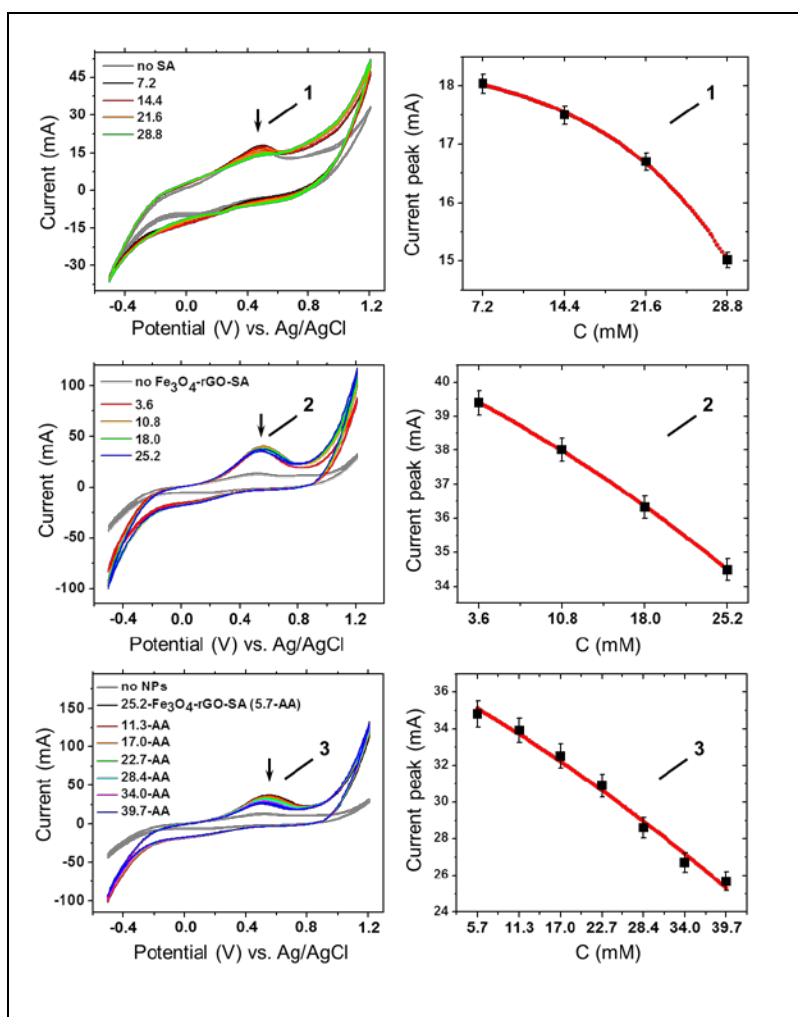 no SA
7.2
14.4
21.6
28.8
1
45
30
15
0
-15
-30
Current (mA)
-0.4 0.0 0.4 0.8 1.2
Potential (V) vs. Ag/AgCl
18
17
16
15
Current peak (mA)
1
7.2 14.4 21.6 28.8
C (mM)
no Fe₃O₄-rGO-SA
3.6
10.8
18.0
25.2
2
100
50
0
-50
-100
Current (mA)
-0.4 0.0 0.4 0.8 1.2
Potential (V) vs. Ag/AgCl
40
39
38
37
36
35
34
Current peak (mA)
2
3.6 10.8 18.0 25.2
C (mM)
no NPs
25.2-Fe₃O₄-rGO-SA (5.7-AA)
11.3-AA
17.0-AA
22.7-AA
28.4-AA
34.0-AA
39.7-AA
3
150
100
50
0
-50
-100
Current (mA)
-0.4 0.0 0.4 0.8 1.2
Potential (V) vs. Ag/AgCl
36
34
32
30
28
26
24
Current peak (mA)
3
5.7 11.3 17.0 22.7 28.4 34.0 39.7
C (mM)